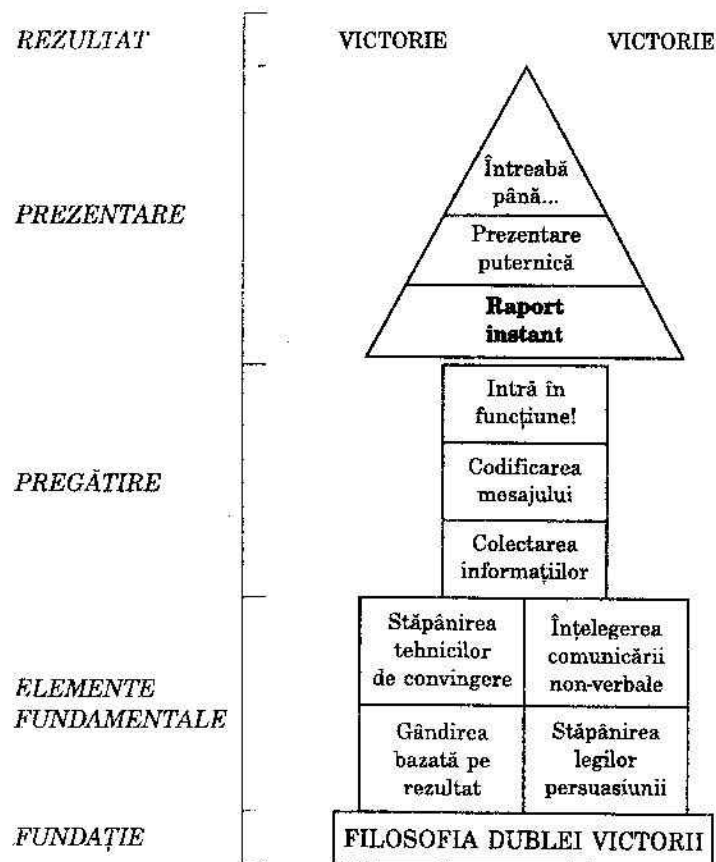 REZULTAT
VICTORIE VICTORIE
Întreabă
până...
PREZENTARE
Prezentare
puternică
Raport
instant
Intră în
funcțiune!
PREGĂTIRE
Codificarea
mesajului
Colectarea
informațiilor
Stăpânirea
tehnicilor
de convingere
Înțelegerea
comunicării
non-verbale
ELEMENTE
FUNDAMENTALE
Gândirea
bazată pe
rezultat
Stăpânirea
legilor
persuasiunii
FUNDAȚIE
FILOSOFIA DUBLEI VICTORII